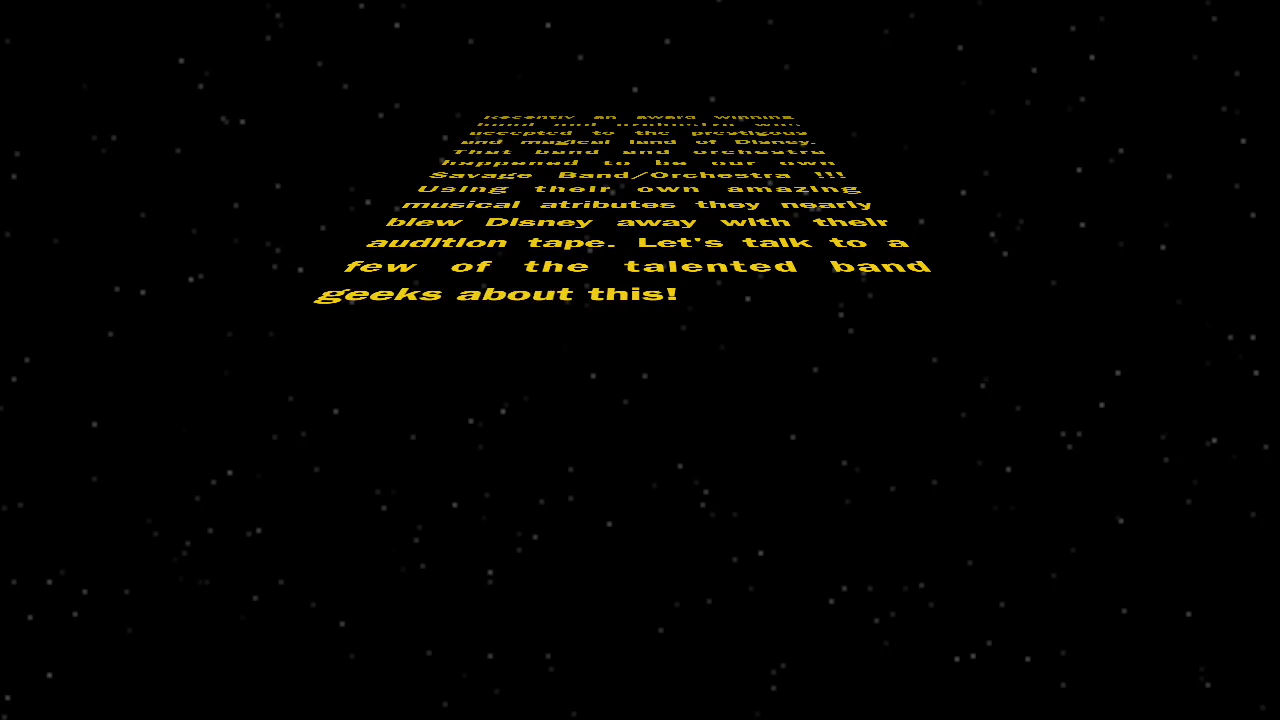 Recently an award winning
band and orchestra was
accepted to the prestigous
and magical land of Disney.
That band and orchestra
happened to be our own
Savage Band/Orchestra !!!
Using their own amazing
musical atributes they nearly
blew Disney away with their
audition tape. Let's talk to a
few of the talented band
geeks about this!